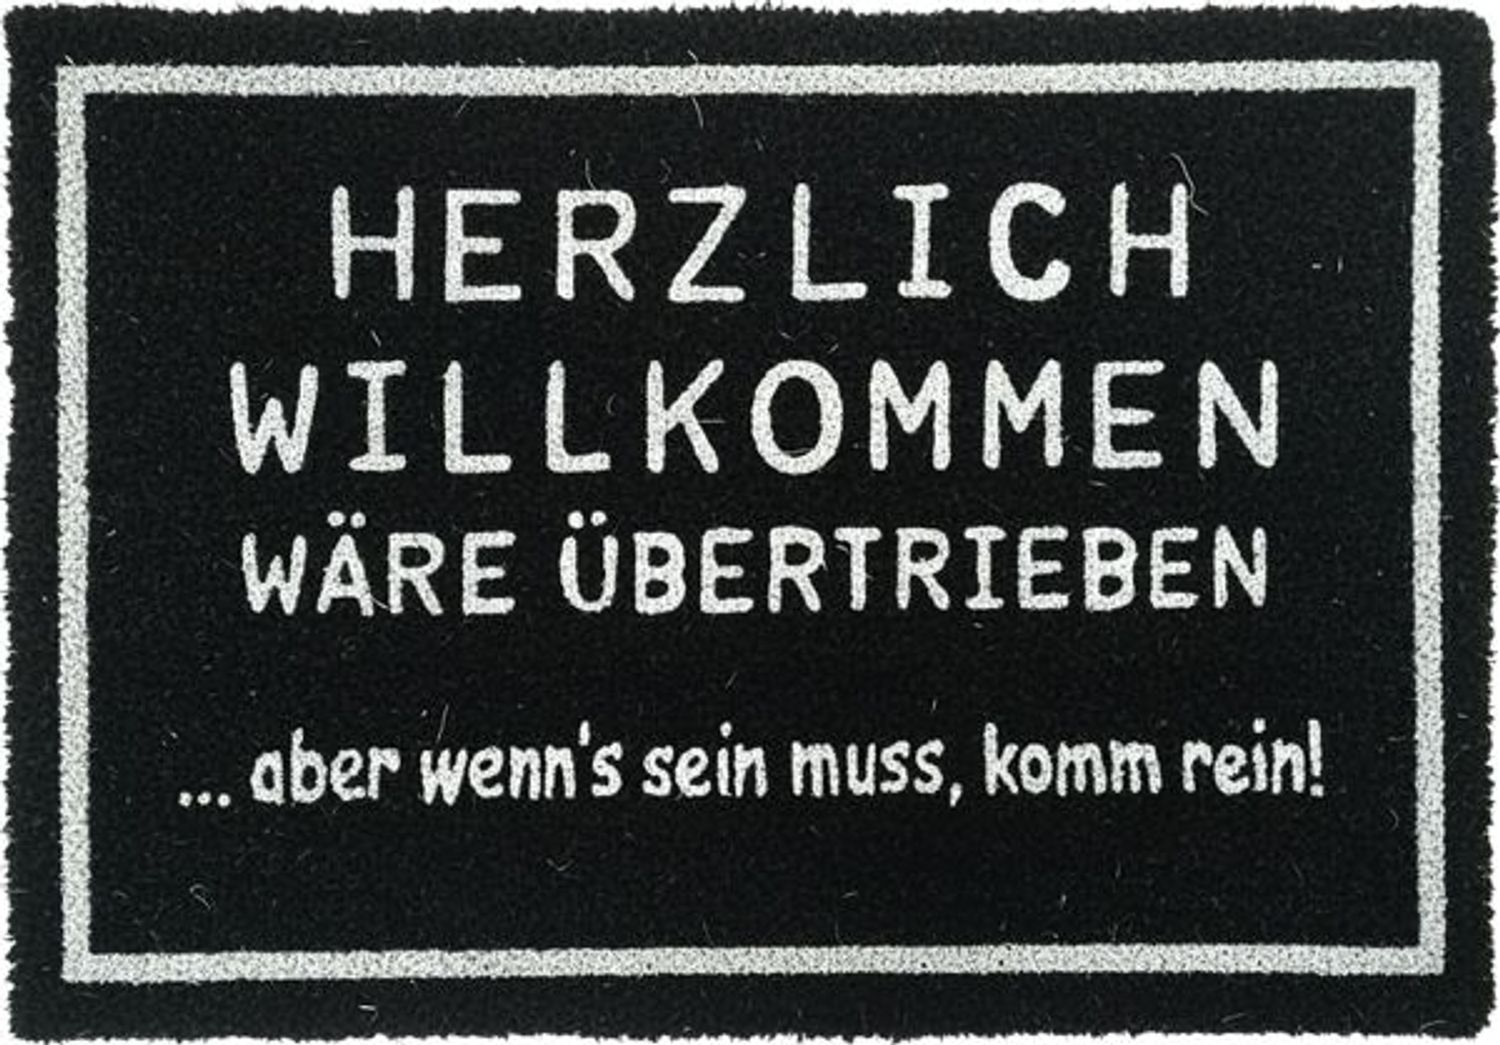 HERZLICH
WILLKOMMEN
WÄRE ÜBERTRIEBEN
... aber wenn's sein muss, komm rein!